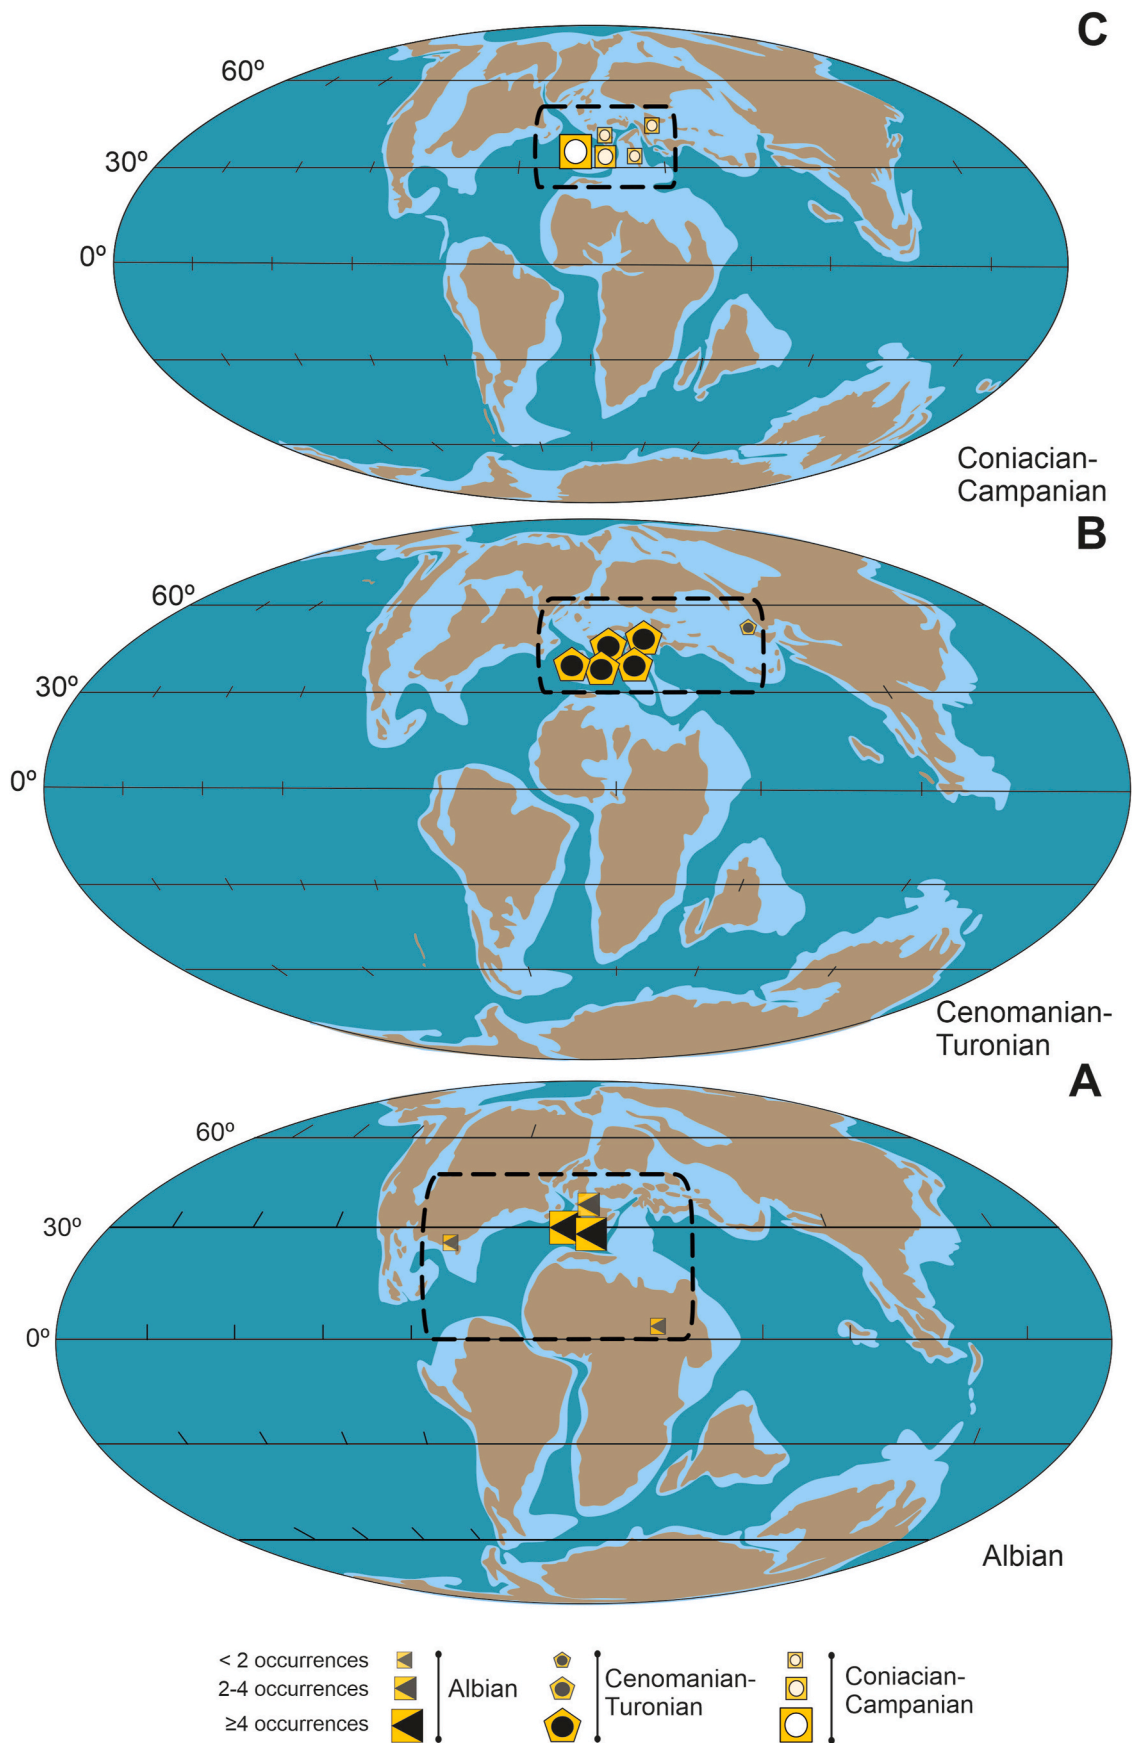 C
60º
30º
0º
Coniacian-
Campanian
B
60º
30º
0º
Cenomanian-
Turonian
A
60º
30º
0º
Albian
< 2 occurrences
2-4 occurrences
≥4 occurrences
Albian
Cenomanian-
Turonian
Coniacian-
Campanian